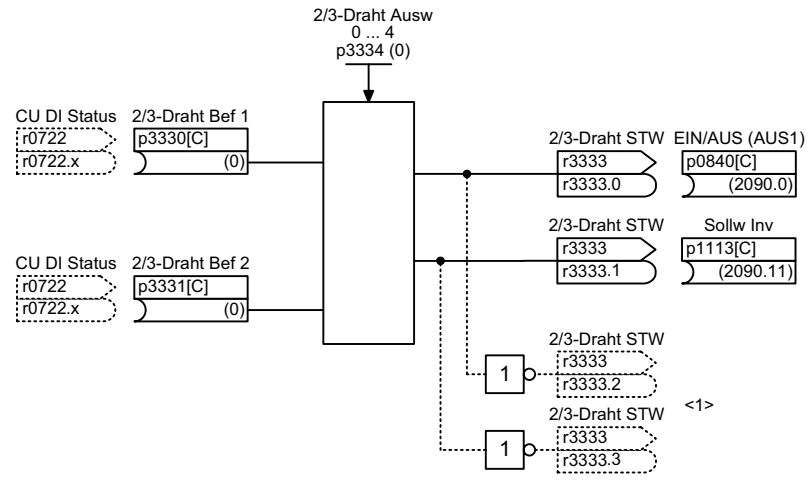 2/3-Draht Ausw
0 ... 4
p3334 (0)
CU DI Status
r0722
r0722.x
2/3-Draht Bef 1
p3330[C]
(0)
2/3-Draht STW
r3333
r3333.0
EIN/AUS (AUS1)
p0840[C]
(2090.0)
2/3-Draht STW
r3333
r3333.1
Sollw Inv
p1113[C]
(2090.11)
CU DI Status
r0722
r0722.x
2/3-Draht Bef 2
p3331[C]
(0)
2/3-Draht STW
1
r3333
r3333.2
<1>
2/3-Draht STW
1
r3333
r3333.3